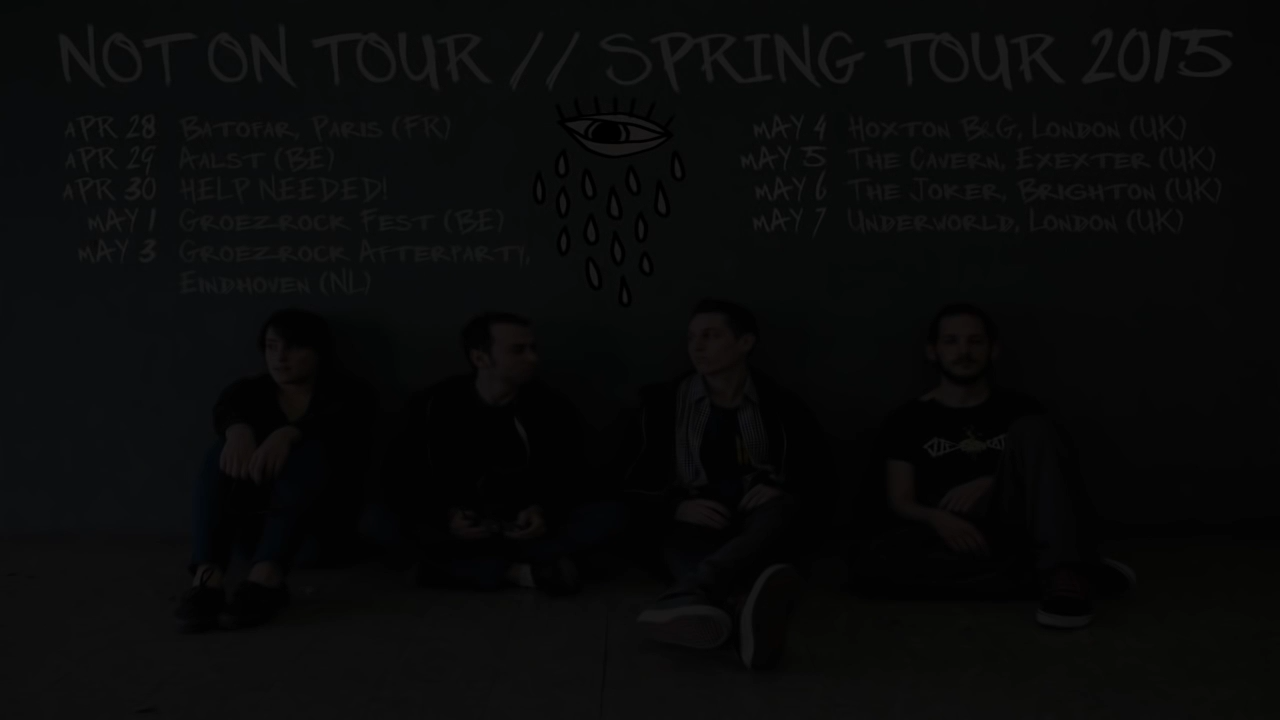 NOT ON TOUR // SPRING TOUR 2015
APR 28 BATOFAR, PARIS (FR)
APR 29 AALST (BE)
APR 30 HELP NEEDED!
MAY 1 GROEZROCK FEST (BE)
MAY 3 GROEZROCK AFTERPARTY,
EINDHOVEN (NL)
MAY 4 HOXTON B&G, LONDON (UK)
MAY 5 THE CAVERN, EXEXTER (UK)
MAY 6 THE JOKER, BRIGHTON (UK)
MAY 7 UNDERWORLD, LONDON (UK)